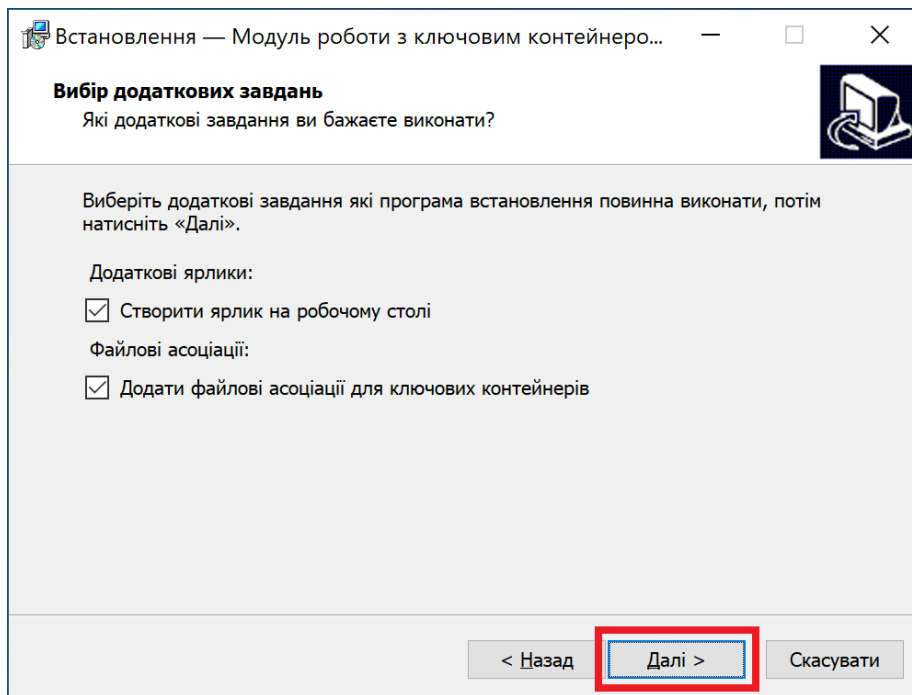 Встановлення — Модуль роботи з ключовим контейнеро...
Вибір додаткових завдань
Які додаткові завдання ви бажаєте виконати?
Виберіть додаткові завдання які програма встановлення повинна виконати, потім
натисніть «Далі».
Додаткові ярлики:
Створити ярлик на робочому столі
Файлові асоціації:
Додати файлові асоціації для ключових контейнерів
< Назад
Далі >
Скасувати